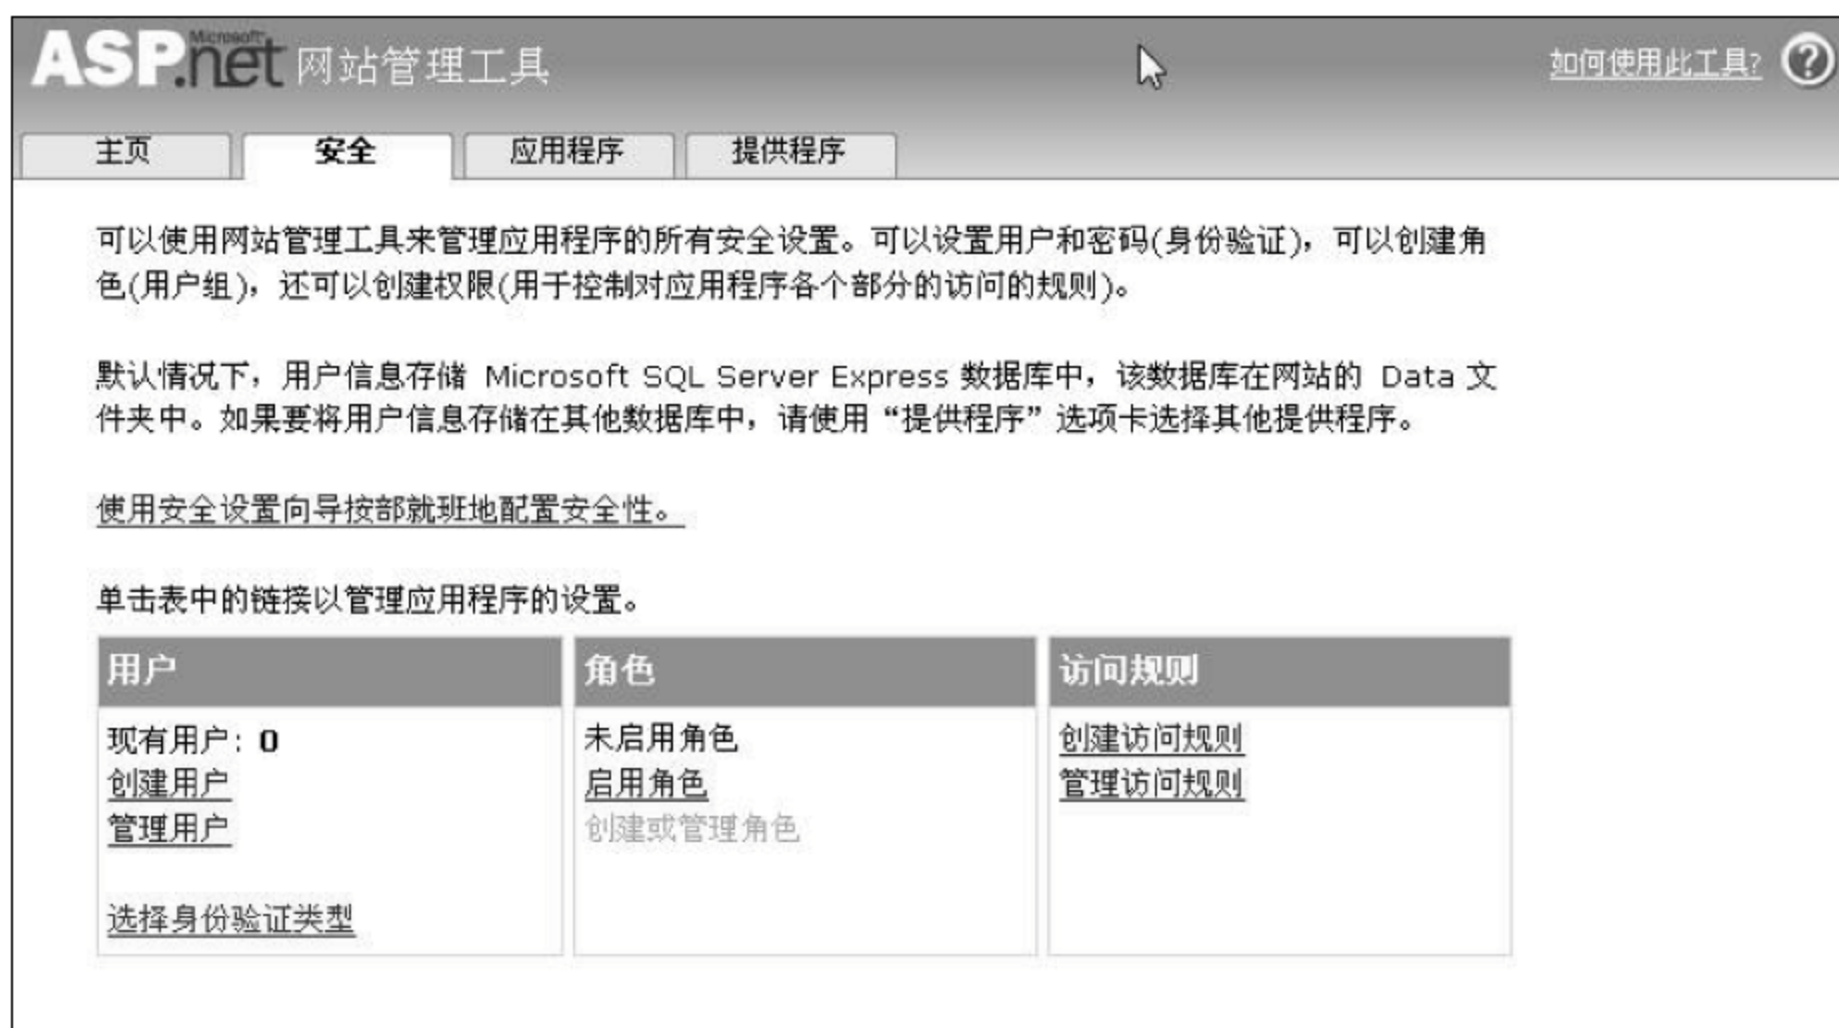 ASP.net Microsoft 网站管理工具
如何使用此工具? ?
主页 安全 应用程序 提供程序
可以使用网站管理工具来管理应用程序的所有安全设置。可以设置用户和密码(身份验证)，可以创建角
色(用户组)，还可以创建权限(用于控制对应用程序各个部分的访问的规则)。
默认情况下，用户信息存储 Microsoft SQL Server Express 数据库中，该数据库在网站的 Data 文
件夹中。如果要将用户信息存储在其他数据库中，请使用“提供程序”选项卡选择其他提供程序。
使用安全设置向导按部就班地配置安全性。
单击表中的链接以管理应用程序的设置。
用户
现有用户: 0
创建用户
管理用户
选择身份验证类型
角色
未启用角色
启用角色
创建或管理角色
访问规则
创建访问规则
管理访问规则